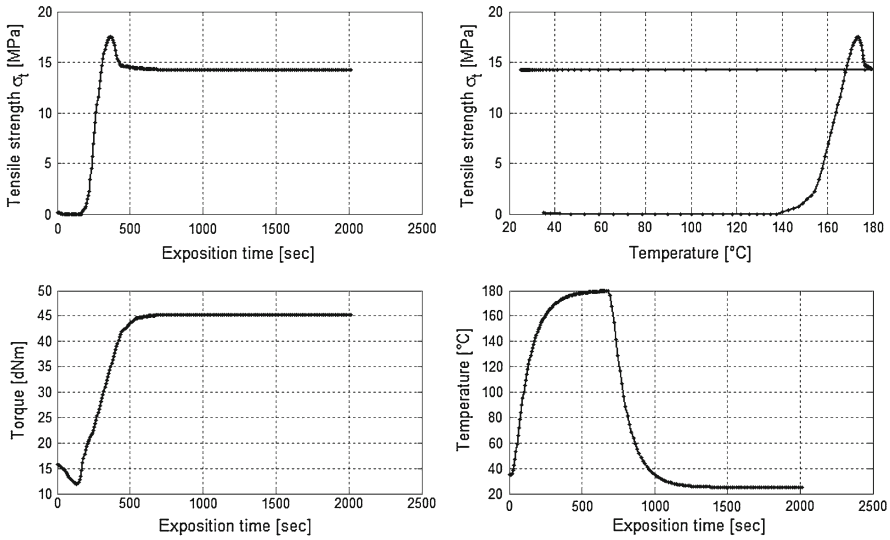 Tensile strength σt [MPa]
20
15
10
5
0
0 500 1000 1500 2000 2500
Exposition time [sec]
Tensile strength σt [MPa]
20
15
10
5
0
20 40 60 80 100 120 140 160 180
Temperature [°C]
Torque [dNm]
50
45
40
35
30
25
20
15
10
0 500 1000 1500 2000 2500
Exposition time [sec]
Temperature [°C]
180
160
140
120
100
80
60
40
20
0 500 1000 1500 2000 2500
Exposition time [sec]